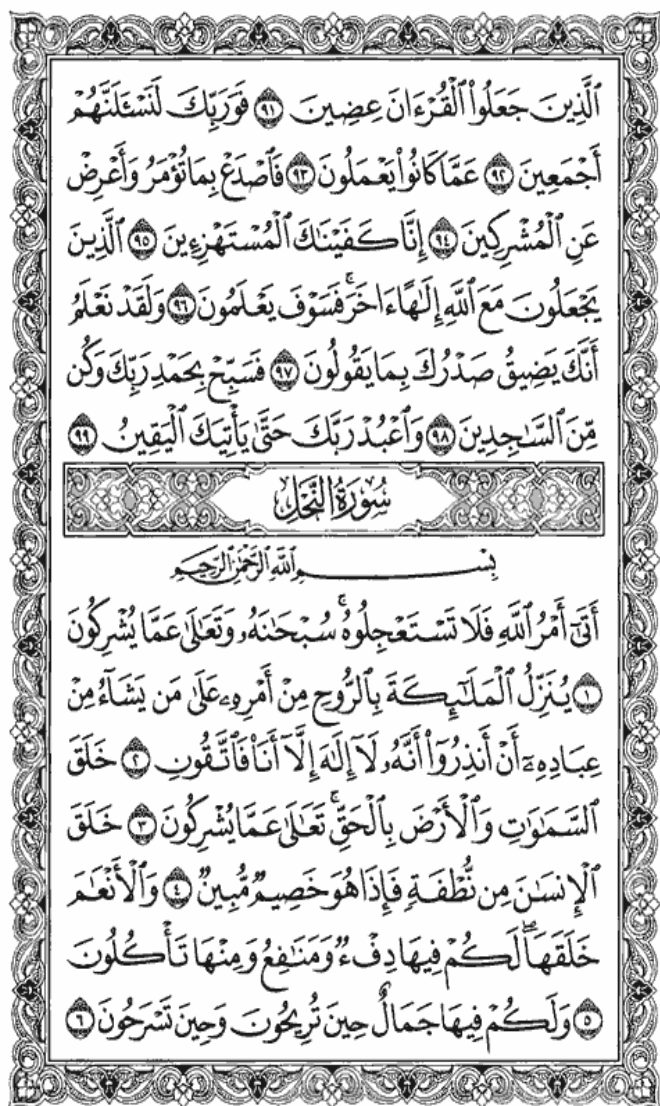 ٱلَّذِينَ جَعَلُوا۟ ٱلْقُرْءَانَ عِضِينَ ٩١ فَوَرَبِّكَ لَنَسْـَٔلَنَّهُمْ
أَجْمَعِينَ ٩٢ عَمَّا كَانُوا۟ يَعْمَلُونَ ٩٣ فَٱصْدَعْ بِمَا تُؤْمَرُ وَأَعْرِضْ
عَنِ ٱلْمُشْرِكِينَ ٩٤ إِنَّا كَفَيْنَـٰكَ ٱلْمُسْتَهْزِءِينَ ٩٥ ٱلَّذِينَ
يَجْعَلُونَ مَعَ ٱللَّهِ إِلَـٰهًا ءَاخَرَ ۚ فَسَوْفَ يَعْلَمُونَ ٩٦ وَلَقَدْ نَعْلَمُ
أَنَّكَ يَضِيقُ صَدْرُكَ بِمَا يَقُولُونَ ٩٧ فَسَبِّحْ بِحَمْدِ رَبِّكَ وَكُن
مِّنَ ٱلسَّـٰجِدِينَ ٩٨ وَٱعْبُدْ رَبَّكَ حَتَّىٰ يَأْتِيَكَ ٱلْيَقِينُ ٩٩
سُورَةُ النَّحْلِ
بِسْمِ ٱللَّهِ ٱلرَّحْمَـٰنِ ٱلرَّحِيمِ
أَتَىٰٓ أَمْرُ ٱللَّهِ فَلَا تَسْتَعْجِلُوهُ ۚ سُبْحَـٰنَهُۥ وَتَعَـٰلَىٰ عَمَّا يُشْرِكُونَ
١ يُنَزِّلُ ٱلْمَلَـٰٓئِكَةَ بِٱلرُّوحِ مِنْ أَمْرِهِۦ عَلَىٰ مَن يَشَآءُ مِنْ
عِبَادِهِۦٓ أَنْ أَنذِرُوٓا۟ أَنَّهُۥ لَآ إِلَـٰهَ إِلَّآ أَنَا۠ فَٱتَّقُونِ ٢ خَلَقَ
ٱلسَّمَـٰوَٰتِ وَٱلْأَرْضَ بِٱلْحَقِّ ۚ تَعَـٰلَىٰ عَمَّا يُشْرِكُونَ ٣ خَلَقَ
ٱلْإِنسَـٰنَ مِن نُّطْفَةٍ فَإِذَا هُوَ خَصِيمٌ مُّبِينٌ ٤ وَٱلْأَنْعَـٰمَ
خَلَقَهَا ۗ لَكُمْ فِيهَا دِفْءٌ وَمَنَـٰفِعُ وَمِنْهَا تَأْكُلُونَ
٥ وَلَكُمْ فِيهَا جَمَالٌ حِينَ تُرِيحُونَ وَحِينَ تَسْرَحُونَ ٦